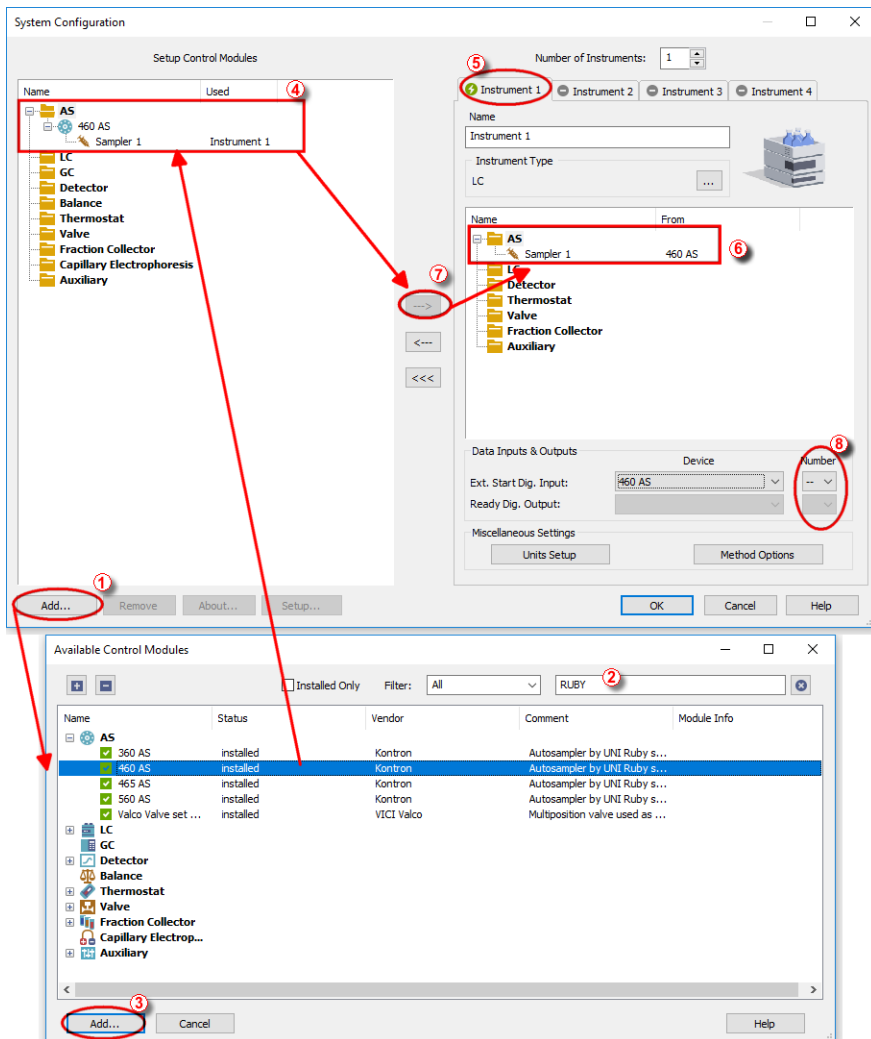 System Configuration
Setup Control Modules
Number of Instruments: 1
Name Used
④
⑤
AS
460 AS
Sampler 1 Instrument 1
LC
GC
Detector
Balance
Thermostat
Valve
Fraction Collector
Capillary Electrophoresis
Auxiliary
⑦
--->
<---
<<<
Instrument 1 Instrument 2 Instrument 3 Instrument 4
Name
Instrument 1
Instrument Type
LC ...
Name From
AS
Sampler 1 460 AS
⑥
LC
Detector
Thermostat
Valve
Fraction Collector
Auxiliary
Data Inputs & Outputs
⑧
Device Number
Ext. Start Dig. Input: 460 AS --
Ready Dig. Output:
Miscellaneous Settings
Units Setup Method Options
①
Add... Remove About... Setup...
OK Cancel Help
Available Control Modules
Installed Only Filter: All RUBY ②
Name Status Vendor Comment Module Info
AS
360 AS installed Kontron Autosampler by UNI Ruby s...
460 AS installed Kontron Autosampler by UNI Ruby s...
465 AS installed Kontron Autosampler by UNI Ruby s...
560 AS installed Kontron Autosampler by UNI Ruby s...
Valco Valve set ... installed VICI Valco Multiposition valve used as ...
LC
GC
Detector
Balance
Thermostat
Valve
Fraction Collector
Capillary Electrop...
Auxiliary
③
Add... Cancel Help